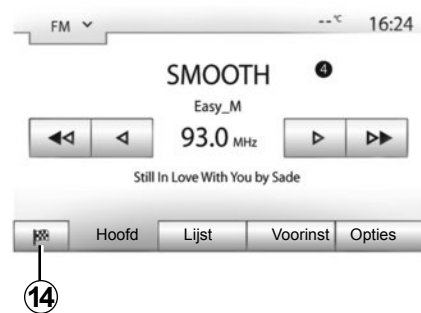 FM --°C 16:24
SMOOTH 4
Easy_M
93.0 MHz
Still In Love With You by Sade
Hoofd Lijst Voorinst Opties
14